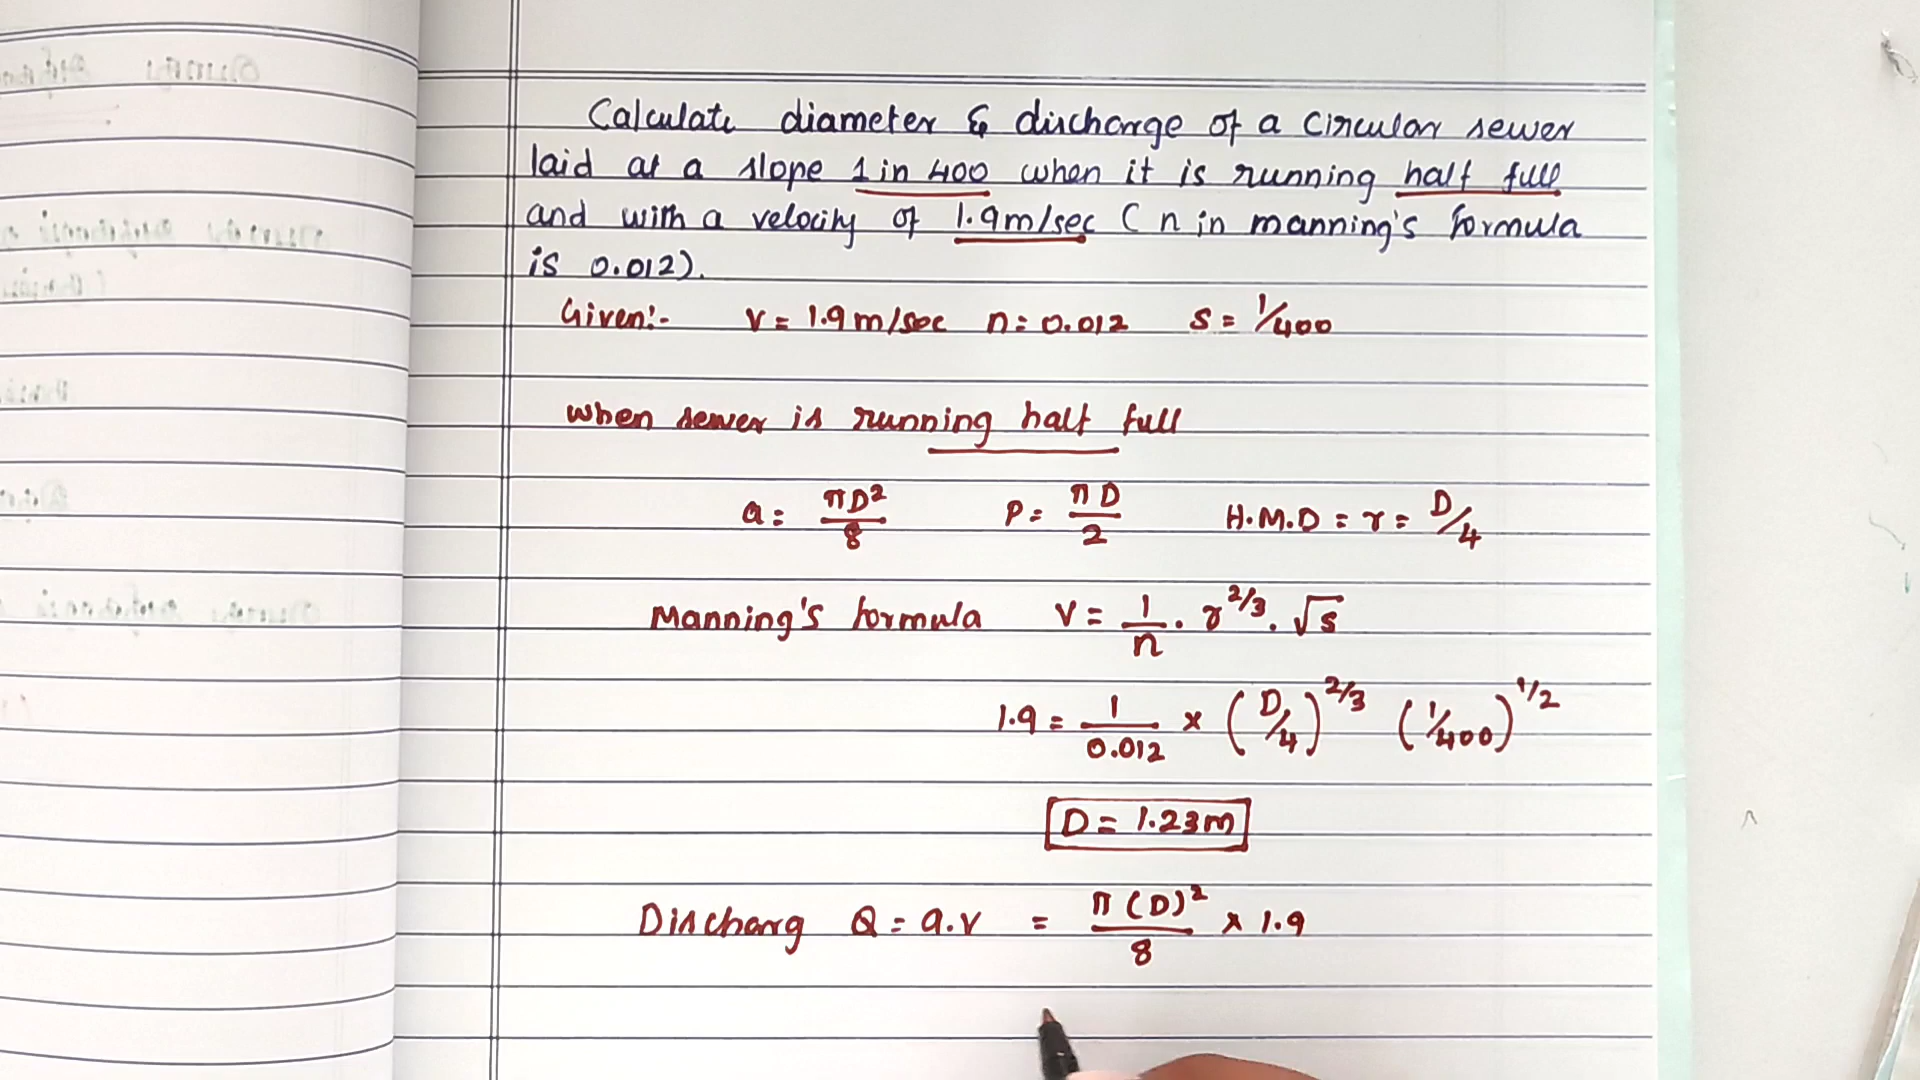 Calculate diameter & discharge of a circular sewer
laid at a slope 1 in 400 when it is running half full
and with a velocity of 1.9m/sec ( n in manning's formula
is 0.012).
Given:- V = 1.9m/sec n = 0.012 S = 1/400
when sewer is running half full
a = πD²/8 P = πD/2 H.M.D = r = D/4
Manning's formula V = 1/n . r^2/3 . √s
1.9 = 1/0.012 × (D/4)^2/3 (1/400)^1/2
D = 1.23m
Discharg Q = a.v = π(D)²/8 × 1.9